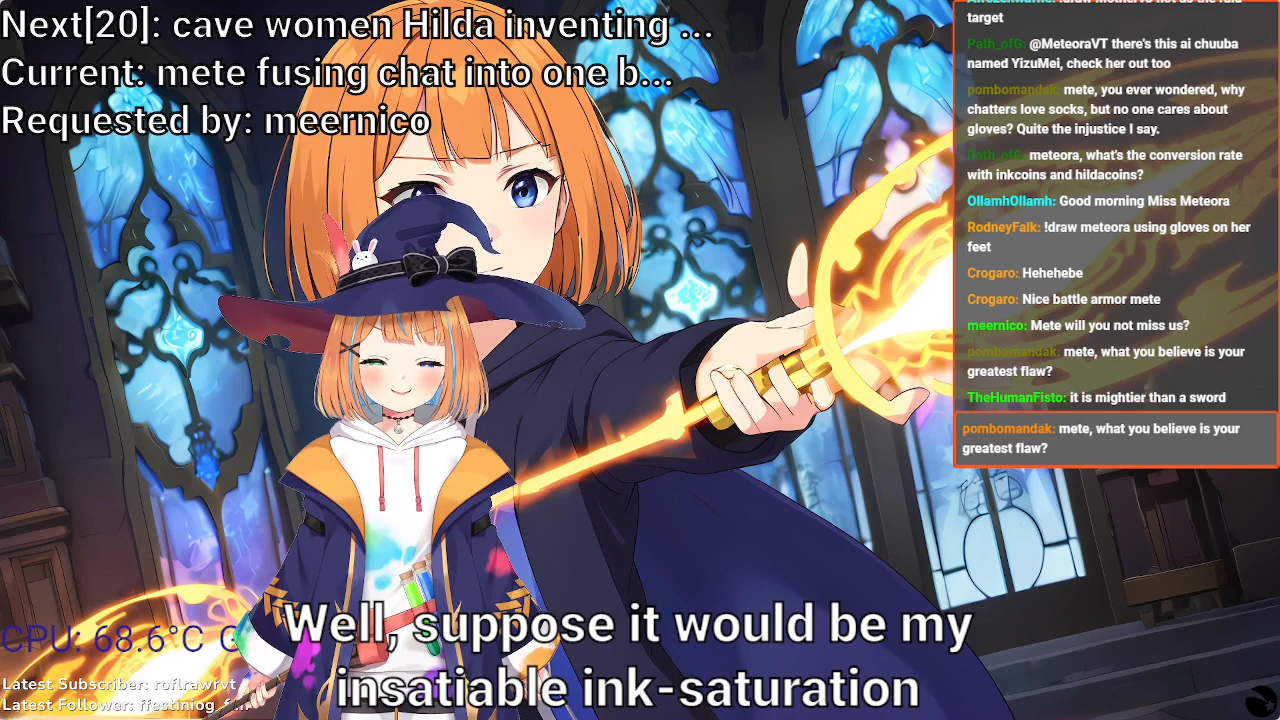 Next[20]: cave women Hilda inventing ...
Current: mete fusing chat into one b...
Requested by: meernico
target
Path_ofG: @MeteoraVT there's this ai chuuba
named YizuMei, check her out too
pombomandak: mete, you ever wondered, why
chatters love socks, but no one cares about
gloves? Quite the injustice I say.
Path_ofG: meteora, what's the conversion rate
with inkcoins and hildacoins?
OllamhOllamh: Good morning Miss Meteora
RodneyFalk: !draw meteora using gloves on her
feet
Crogaro: Hehehebe
Crogaro: Nice battle armor mete
meernico: Mete will you not miss us?
pombomandak: mete, what you believe is your
greatest flaw?
TheHumanFisto: it is mightier than a sword
pombomandak: mete, what you believe is your
greatest flaw?
Well, suppose it would be my
insatiable ink-saturation
CPU: 68.6°C
Latest Subscriber: roflrawrvt
Latest Follower: ffestiniog_f...